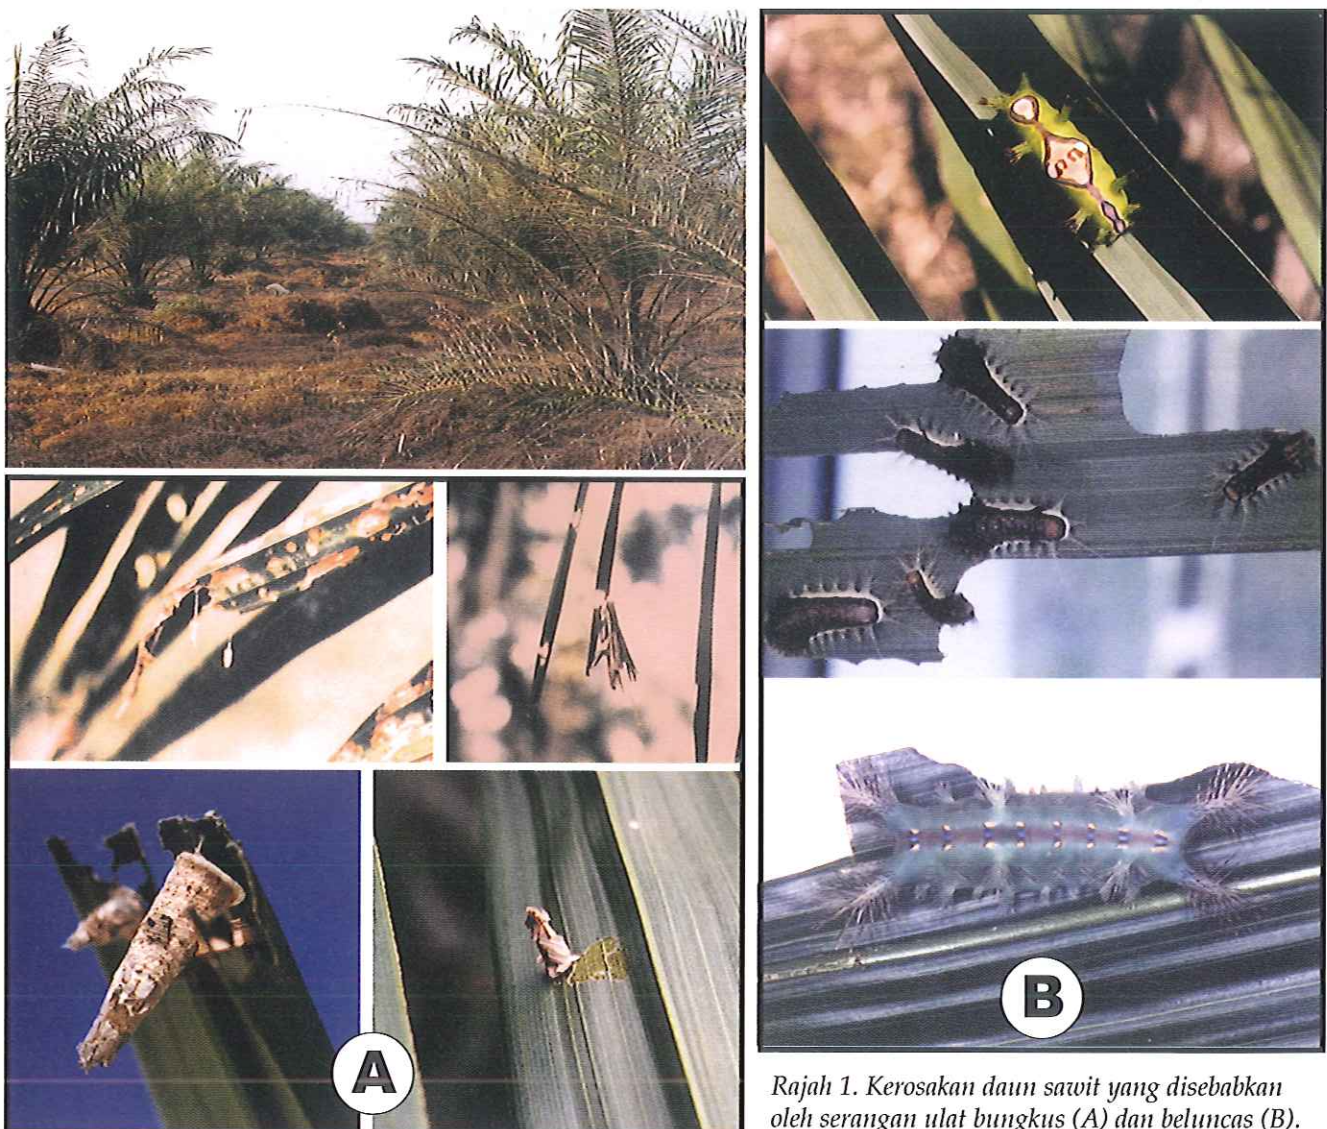 A
B
Rajah 1. Kerosakan daun sawit yang disebabkan
oleh serangan ulat bungkus (A) dan beluncas (B).